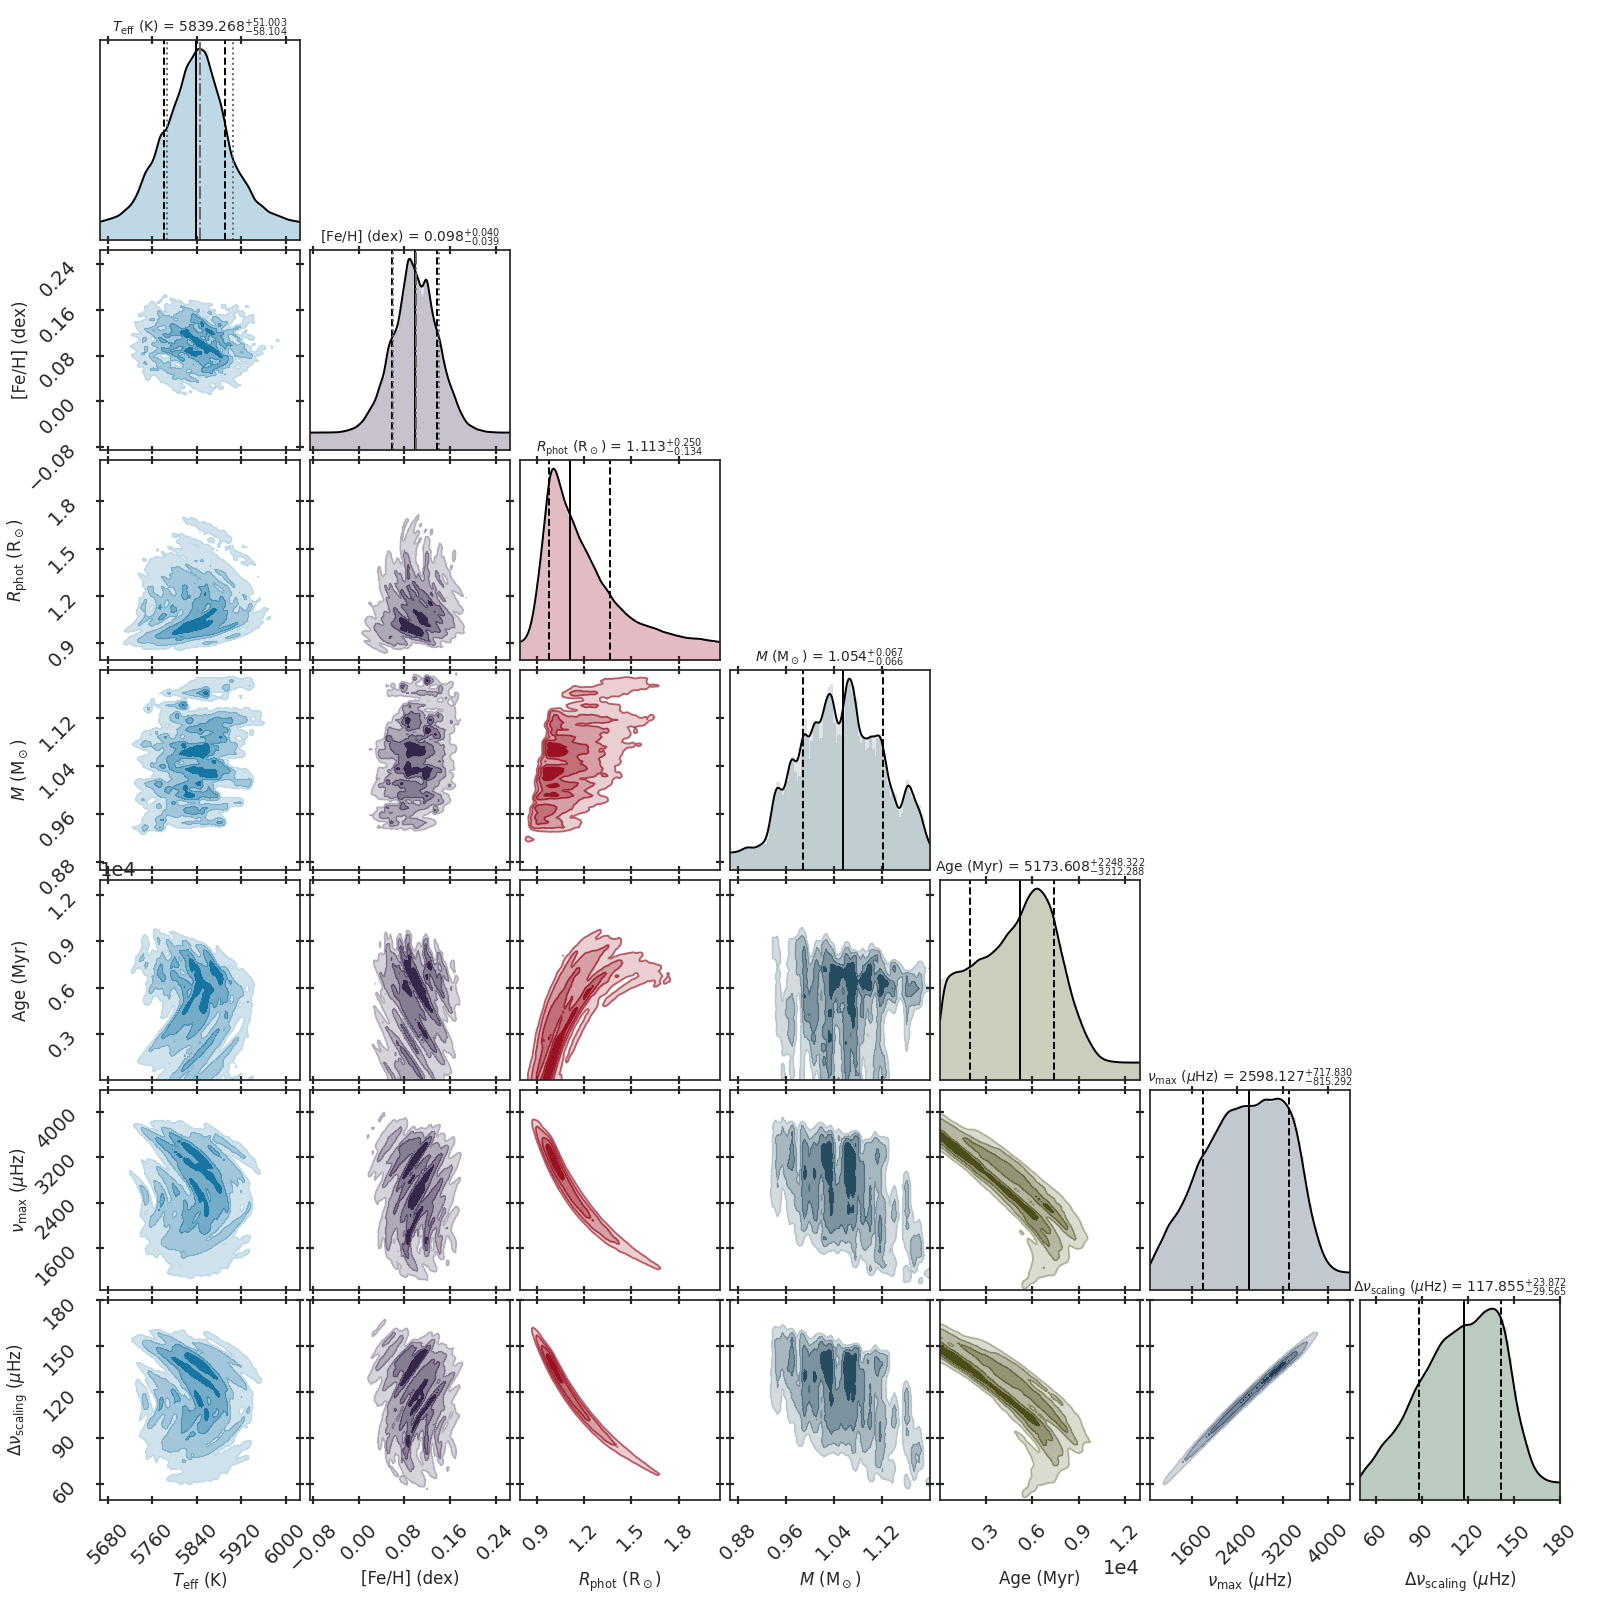 T_eff (K) = 5839.268 +51.003 −58.104
[Fe/H] (dex) = 0.098 +0.040 −0.039
0.24
0.16
0.08
0.00
−0.08
[Fe/H] (dex)
R_phot (R⊙) = 1.113 +0.250 −0.134
1.8
1.5
1.2
0.9
R_phot (R⊙)
M (M⊙) = 1.054 +0.067 −0.066
1.12
1.04
0.96
0.88
M (M⊙)
1e4
Age (Myr) = 5173.608 +2248.322 −3212.288
1.2
0.9
0.6
0.3
Age (Myr)
ν_max (μHz) = 2598.127 +717.830 −815.292
4000
3200
2400
1600
ν_max (μHz)
Δν_scaling (μHz) = 117.855 +23.872 −29.565
180
150
120
90
60
Δν_scaling (μHz)
5680 5760 5840 5920 6000 −0.08 0.00 0.08 0.16 0.24 0.9 1.2 1.5 1.8 0.88 0.96 1.04 1.12 0.3 0.6 0.9 1.2 1600 2400 3200 4000 60 90 120 150 180
1e4
T_eff (K) [Fe/H] (dex) R_phot (R⊙) M (M⊙) Age (Myr) ν_max (μHz) Δν_scaling (μHz)